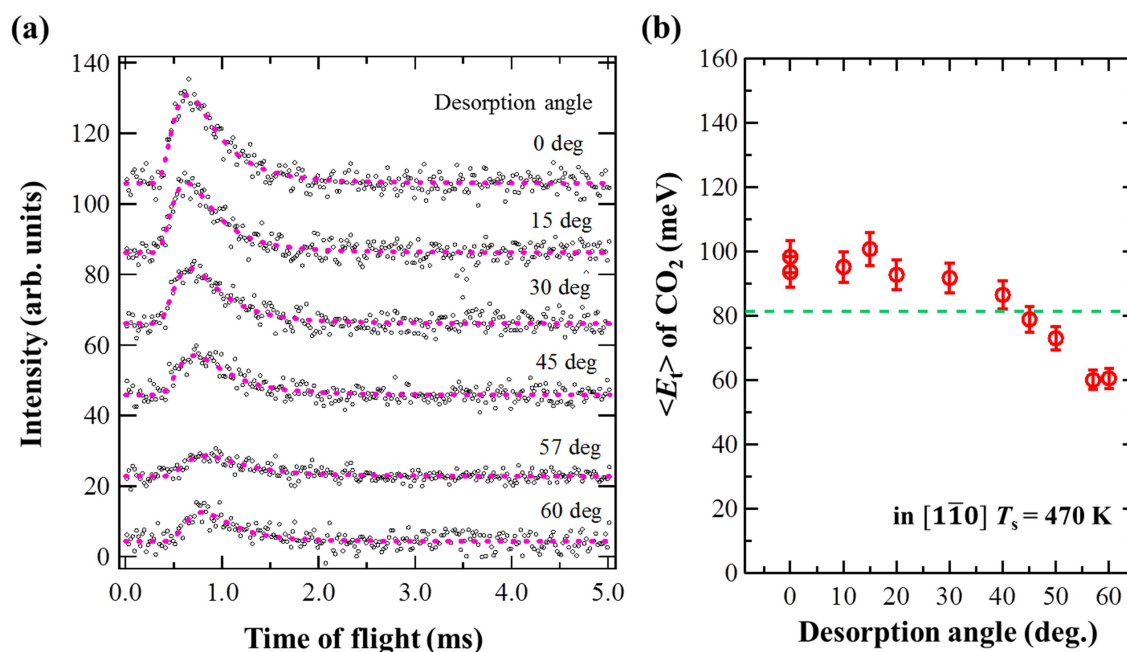 (a)
140
120
100
80
60
40
20
0
Intensity (arb. units)
Desorption angle
0 deg
15 deg
30 deg
45 deg
57 deg
60 deg
0.0 1.0 2.0 3.0 4.0 5.0
Time of flight (ms)
(b)
160
140
120
100
80
60
40
20
0
<E_t> of CO₂ (meV)
in [11̅0] Tₛ = 470 K
0 10 20 30 40 50 60
Desorption angle (deg.)